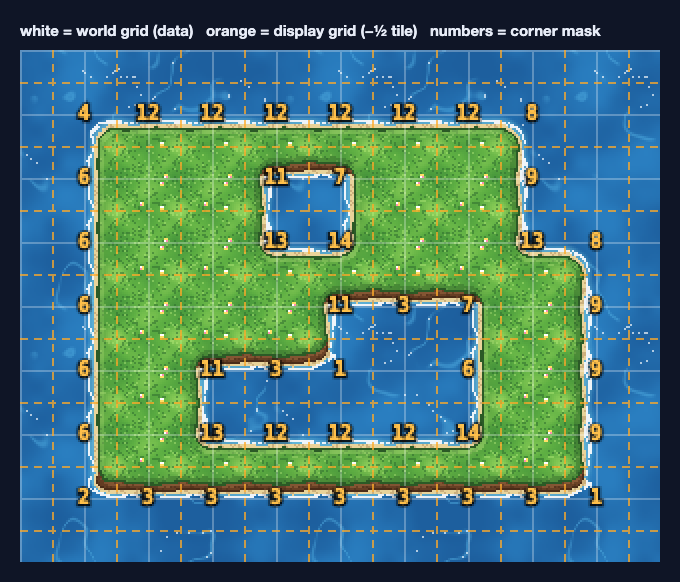 white = world grid (data) orange = display grid (–½ tile) numbers = corner mask
4 12 12 12 12 12 12 8
6 11 7 9
6 13 14 13 8
6 11 3 7 9
6 11 3 1 6 9
6 13 12 12 12 14 9
2 3 3 3 3 3 3 3 1